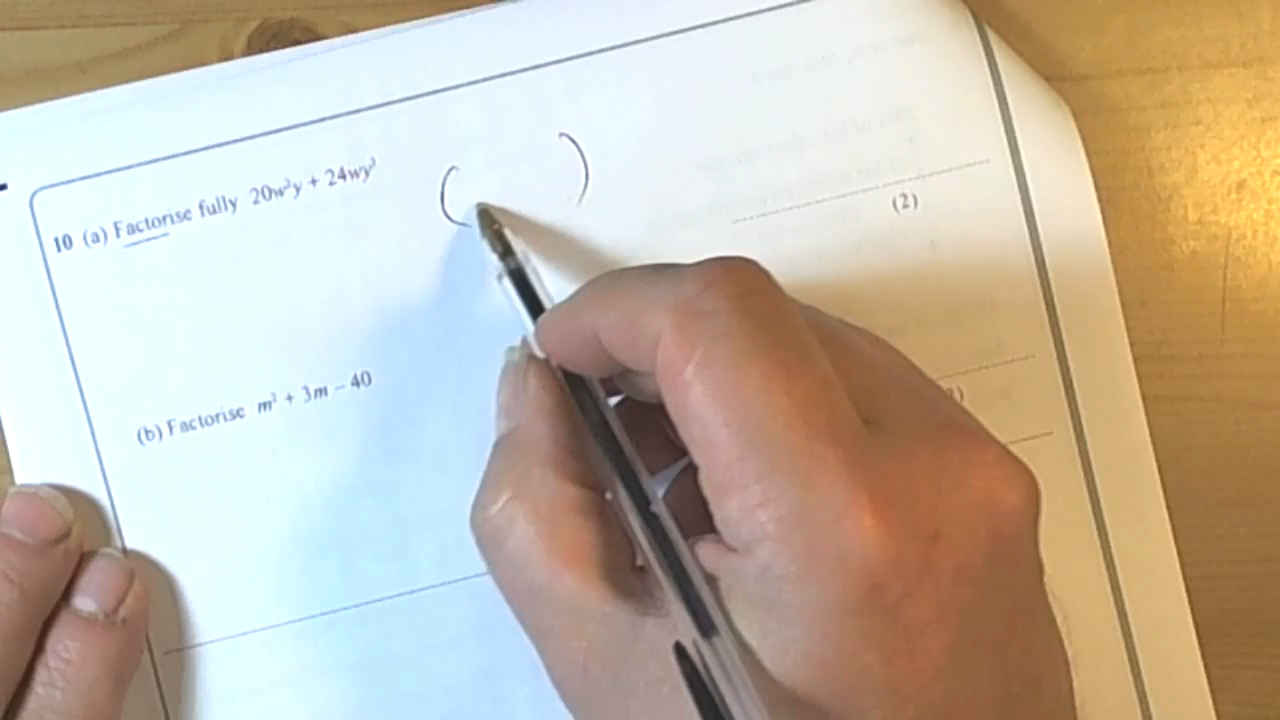 10 (a) Factorise fully 20w²y + 24wy³ ( )
(2)
(b) Factorise m² + 3m – 40